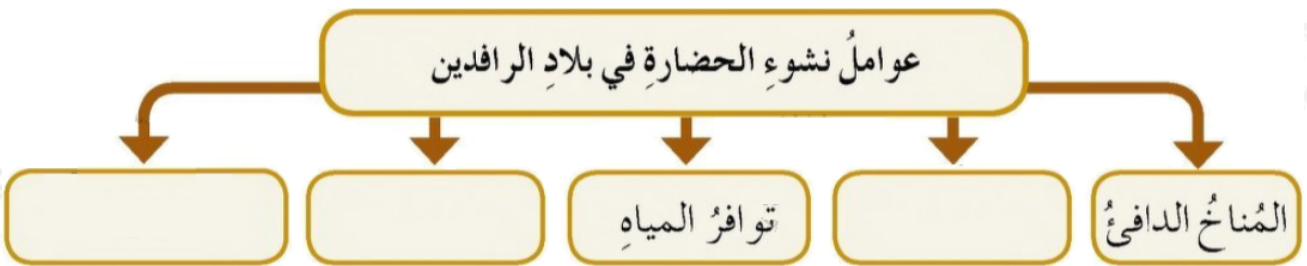 عواملُ نشوءِ الحضارةِ في بلادِ الرافدين
المُناخُ الدافئُ
توافرُ المياهِ